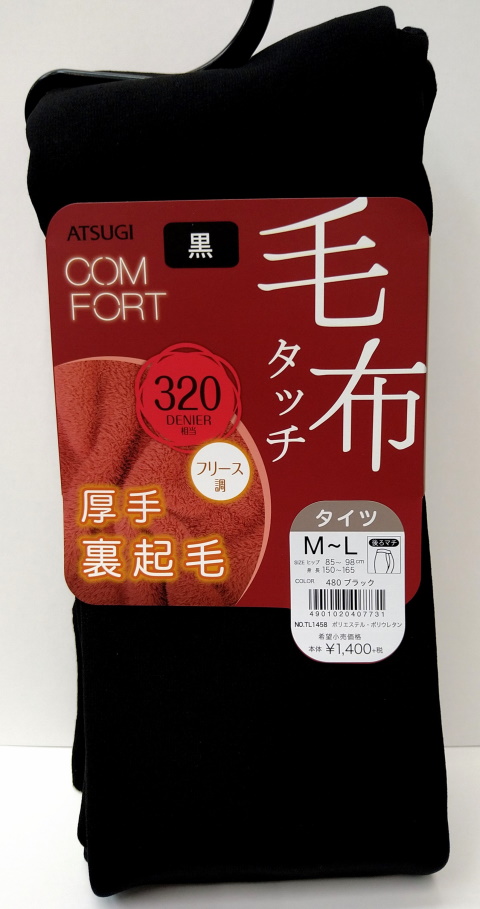 ATSUGI
COM
FORT
黒
毛布
タッチ
320
DENIER
相当
フリース
調
厚手
裏起毛
タイツ
M~L
後ろマチ
SIZE ヒップ 85~98cm
身長 150~165
COLOR 480 ブラック
4901020407731
NO.TL1458 ポリエステル・ポリウレタン
希望小売価格
本体 ¥1,400+税